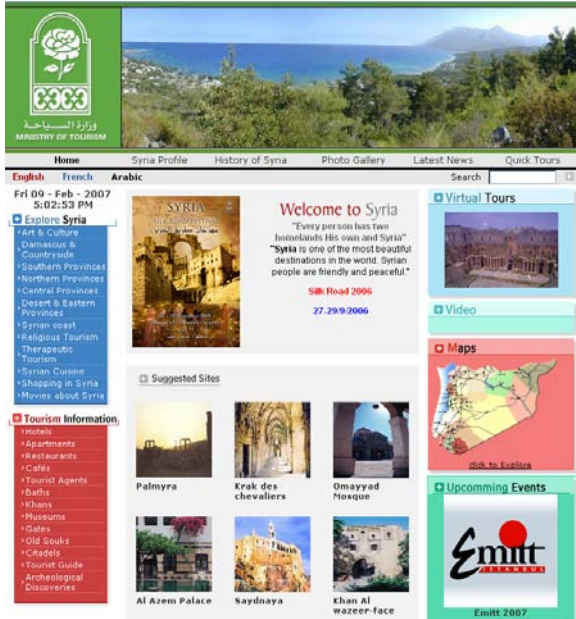 وزارة السياحة
MINISTRY OF TOURISM
Home
Syria Profile
History of Syria
Photo Gallery
Latest News
Quick Tours
English
French
Arabic
Search
Fri 09 - Feb - 2007
5:02:53 PM
Explore Syria
Art & Culture
Damascus &
Countryside
Southern Provinces
Northern Provinces
Central Provinces
Desert & Eastern
Provinces
Syrian coast
Religious Tourism
Therapeutic
Tourism
Syrian Cuisine
Shopping in Syria
Movies about Syria
Tourism Information
Hotels
Apartments
Restaurants
Cafés
Tourist Agents
Baths
Khans
Museums
Gates
Old Souks
Citadels
Tourist Guide
Archeological
Discoveries
SYRIA
Welcome to Syria
"Every person has two
homelands His own and Syria"
"Syria is one of the most beautiful
destinations in the world. Syrian
people are friendly and peaceful."
Silk Road 2006
27-29/9/2006
Suggested Sites
Palmyra
Krak des
chevaliers
Omayyad
Mosque
Al Azem Palace
Saydnaya
Khan Al
wazeer-face
Virtual Tours
Video
Maps
click to Explore
Upcomming Events
Emitt
ISTANBUL
Emitt 2007